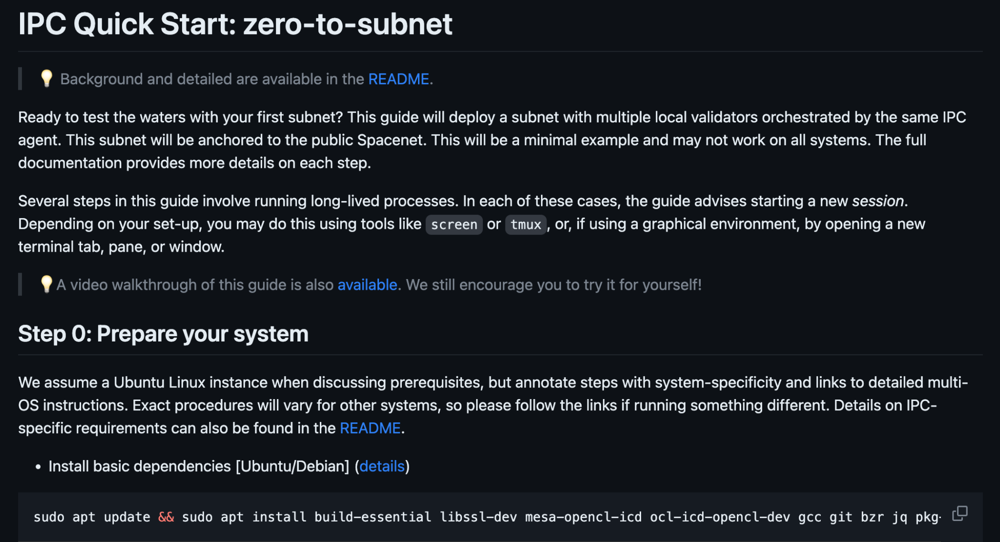 IPC Quick Start: zero-to-subnet
💡 Background and detailed are available in the README.
Ready to test the waters with your first subnet? This guide will deploy a subnet with multiple local validators orchestrated by the same IPC
agent. This subnet will be anchored to the public Spacenet. This will be a minimal example and may not work on all systems. The full
documentation provides more details on each step.
Several steps in this guide involve running long-lived processes. In each of these cases, the guide advises starting a new session.
Depending on your set-up, you may do this using tools like screen or tmux, or, if using a graphical environment, by opening a new
terminal tab, pane, or window.
💡A video walkthrough of this guide is also available. We still encourage you to try it for yourself!
Step 0: Prepare your system
We assume a Ubuntu Linux instance when discussing prerequisites, but annotate steps with system-specificity and links to detailed multi-
OS instructions. Exact procedures will vary for other systems, so please follow the links if running something different. Details on IPC-
specific requirements can also be found in the README.
• Install basic dependencies [Ubuntu/Debian] (details)
sudo apt update && sudo apt install build-essential libssl-dev mesa-opencl-icd ocl-icd-opencl-dev gcc git bzr jq pkg-